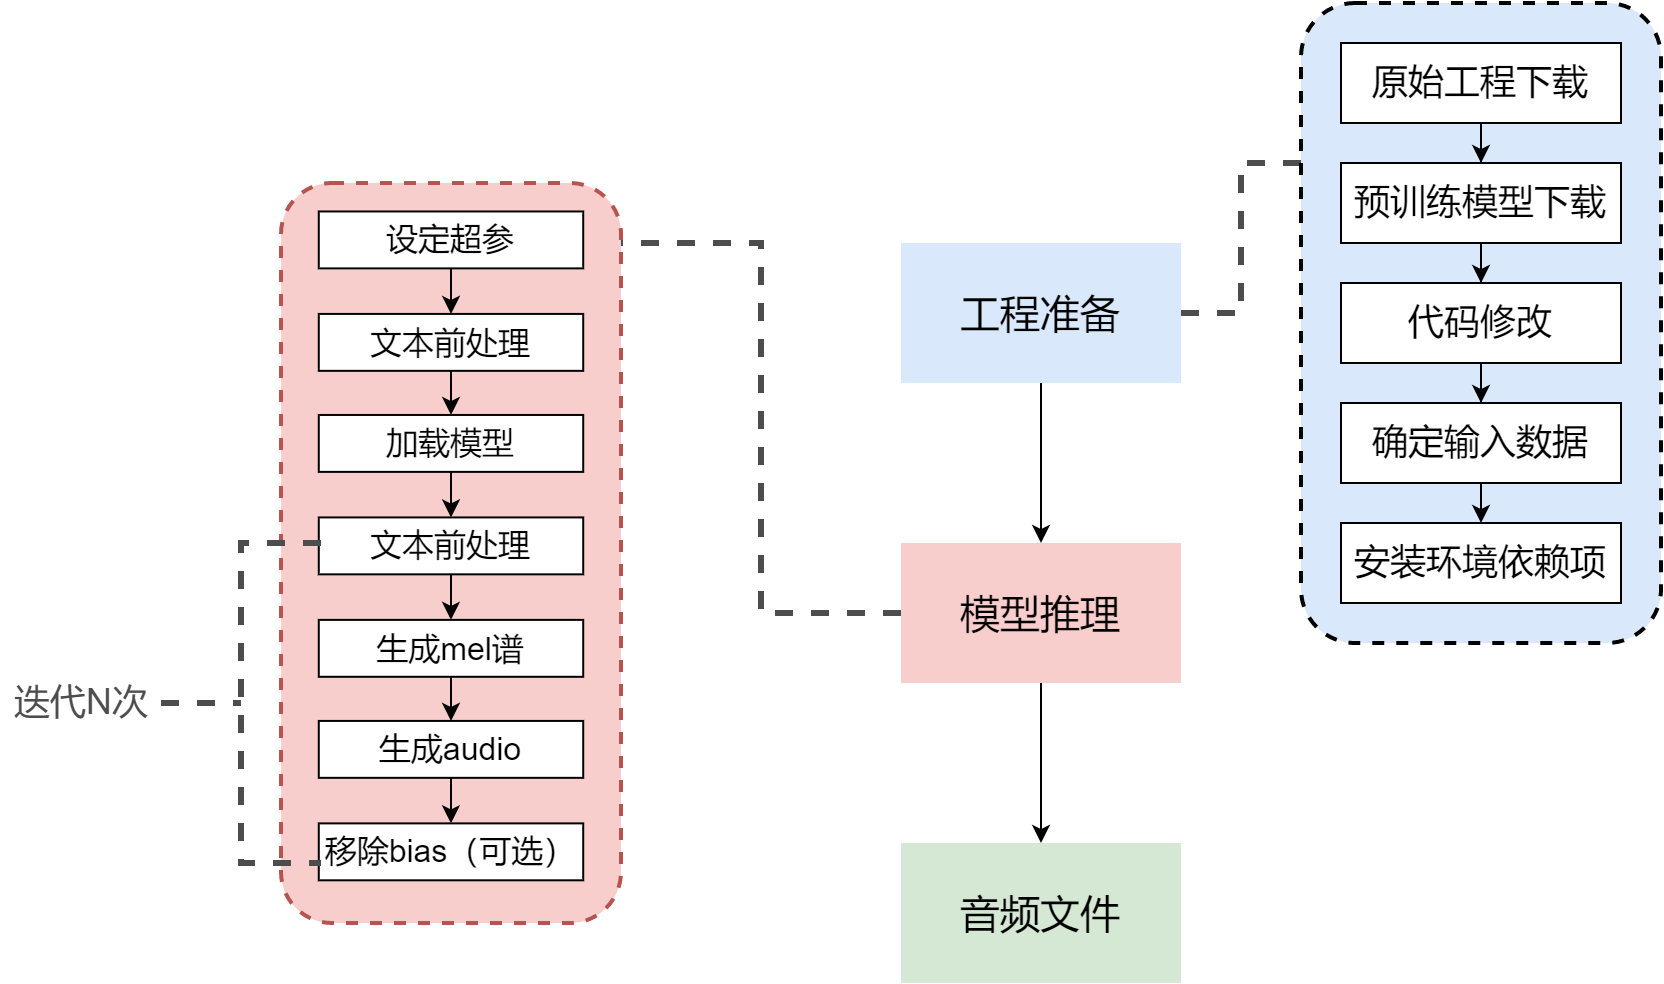 原始工程下载
预训练模型下载
代码修改
确定输入数据
安装环境依赖项
工程准备
模型推理
音频文件
设定超参
文本前处理
加载模型
文本前处理
生成mel谱
生成audio
移除bias（可选）
迭代N次